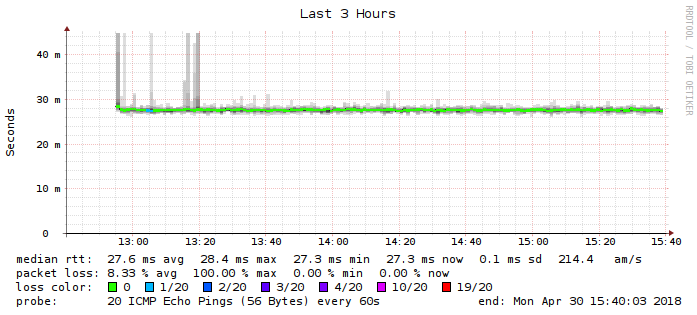 Last 3 Hours
RRDTOOL / TOBI OETIKER
Seconds
40 m
30 m
20 m
10 m
0
13:00 13:20 13:40 14:00 14:20 14:40 15:00 15:20 15:40
median rtt: 27.6 ms avg 28.4 ms max 27.3 ms min 27.3 ms now 0.1 ms sd 214.4 am/s
packet loss: 8.33 % avg 100.00 % max 0.00 % min 0.00 % now
loss color: 0 1/20 2/20 3/20 4/20 10/20 19/20
probe: 20 ICMP Echo Pings (56 Bytes) every 60s end: Mon Apr 30 15:40:03 2018